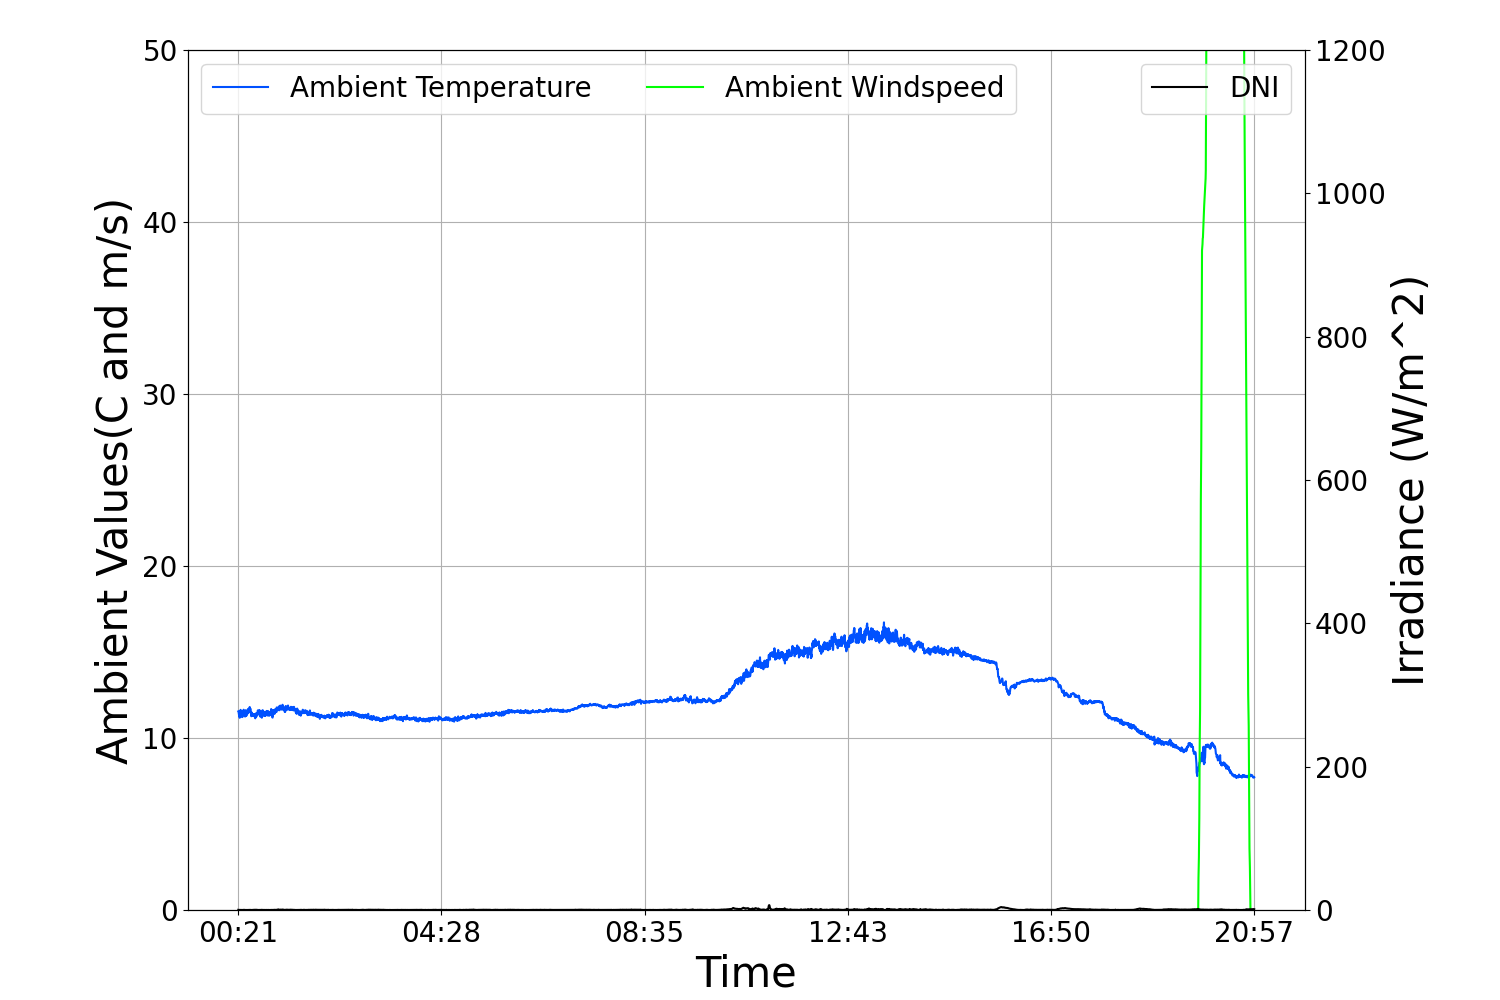 Ambient Temperature
Ambient Windspeed
DNI
Ambient Values(C and m/s)
50
40
30
20
10
0
1200
1000
800
600
400
200
0
Irradiance (W/m^2)
00:21 04:28 08:35 12:43 16:50 20:57
Time